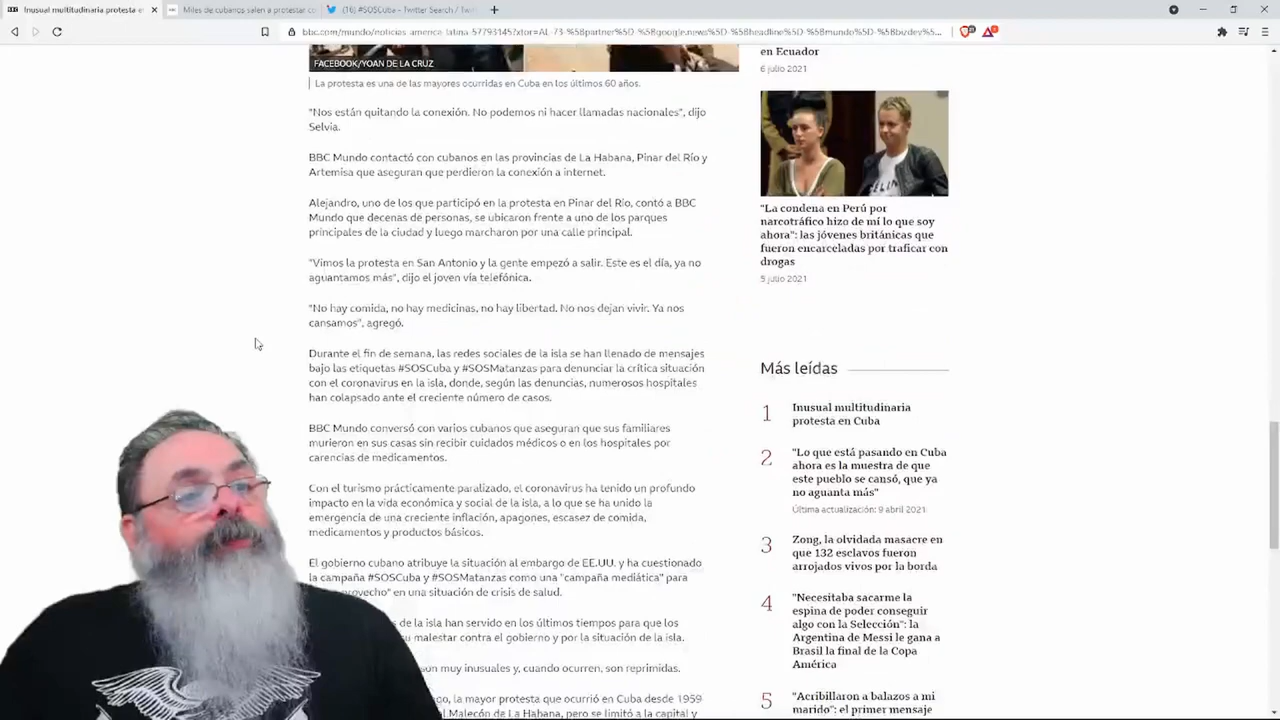 Inusual multitudinaria protesta e
Miles de cubanos salen a protestar co
(16) #SOSCuba - Twitter Search / Twi
bbc.com/mundo/noticias-america-latina-57793145?xtor=AL-73-%5Bpartner%5D-%5Bgoogle.news%5D-%5Bheadline%5D-%5Bmundo%5D-%5Bbizdev%5...
FACEBOOK/YOAN DE LA CRUZ
La protesta es una de las mayores ocurridas en Cuba en los últimos 60 años.
"Nos están quitando la conexión. No podemos ni hacer llamadas nacionales", dijo
Selvia.
BBC Mundo contactó con cubanos en las provincias de La Habana, Pinar del Río y
Artemisa que aseguran que perdieron la conexión a internet.
Alejandro, uno de los que participó en la protesta en Pinar del Río, contó a BBC
Mundo que decenas de personas, se ubicaron frente a uno de los parques
principales de la ciudad y luego marcharon por una calle principal.
"Vimos la protesta en San Antonio y la gente empezó a salir. Este es el día, ya no
aguantamos más", dijo el joven vía telefónica.
"No hay comida, no hay medicinas, no hay libertad. No nos dejan vivir. Ya nos
cansamos", agregó.
Durante el fin de semana, las redes sociales de la isla se han llenado de mensajes
bajo las etiquetas #SOSCuba y #SOSMatanzas para denunciar la crítica situación
con el coronavirus en la isla, donde, según las denuncias, numerosos hospitales
han colapsado ante el creciente número de casos.
BBC Mundo conversó con varios cubanos que aseguran que sus familiares
murieron en sus casas sin recibir cuidados médicos o en los hospitales por
carencias de medicamentos.
Con el turismo prácticamente paralizado, el coronavirus ha tenido un profundo
impacto en la vida económica y social de la isla, a lo que se ha unido la
emergencia de una creciente inflación, apagones, escasez de comida,
medicamentos y productos básicos.
El gobierno cubano atribuye la situación al embargo de EE.UU. y ha cuestionado
la campaña #SOSCuba y #SOSMatanzas como una "campaña mediática" para
provecho" en una situación de crisis de salud.
de la isla han servido en los últimos tiempos para que los
su malestar contra el gobierno y por la situación de la isla.
son muy inusuales y, cuando ocurren, son reprimidas.
la mayor protesta que ocurrió en Cuba desde 1959
Malecón de La Habana, pero se limitó a la capital y
en Ecuador
6 julio 2021
"La condena en Perú por
narcotráfico hizo de mí lo que soy
ahora": las jóvenes británicas que
fueron encarceladas por traficar con
drogas
5 julio 2021
Más leídas
1
Inusual multitudinaria
protesta en Cuba
2
"Lo que está pasando en Cuba
ahora es la muestra de que
este pueblo se cansó, que ya
no aguanta más"
Última actualización: 9 abril 2021
3
Zong, la olvidada masacre en
que 132 esclavos fueron
arrojados vivos por la borda
4
"Necesitaba sacarme la
espina de poder conseguir
algo con la Selección": la
Argentina de Messi le gana a
Brasil la final de la Copa
América
5
"Acribillaron a balazos a mi
marido": el primer mensaje